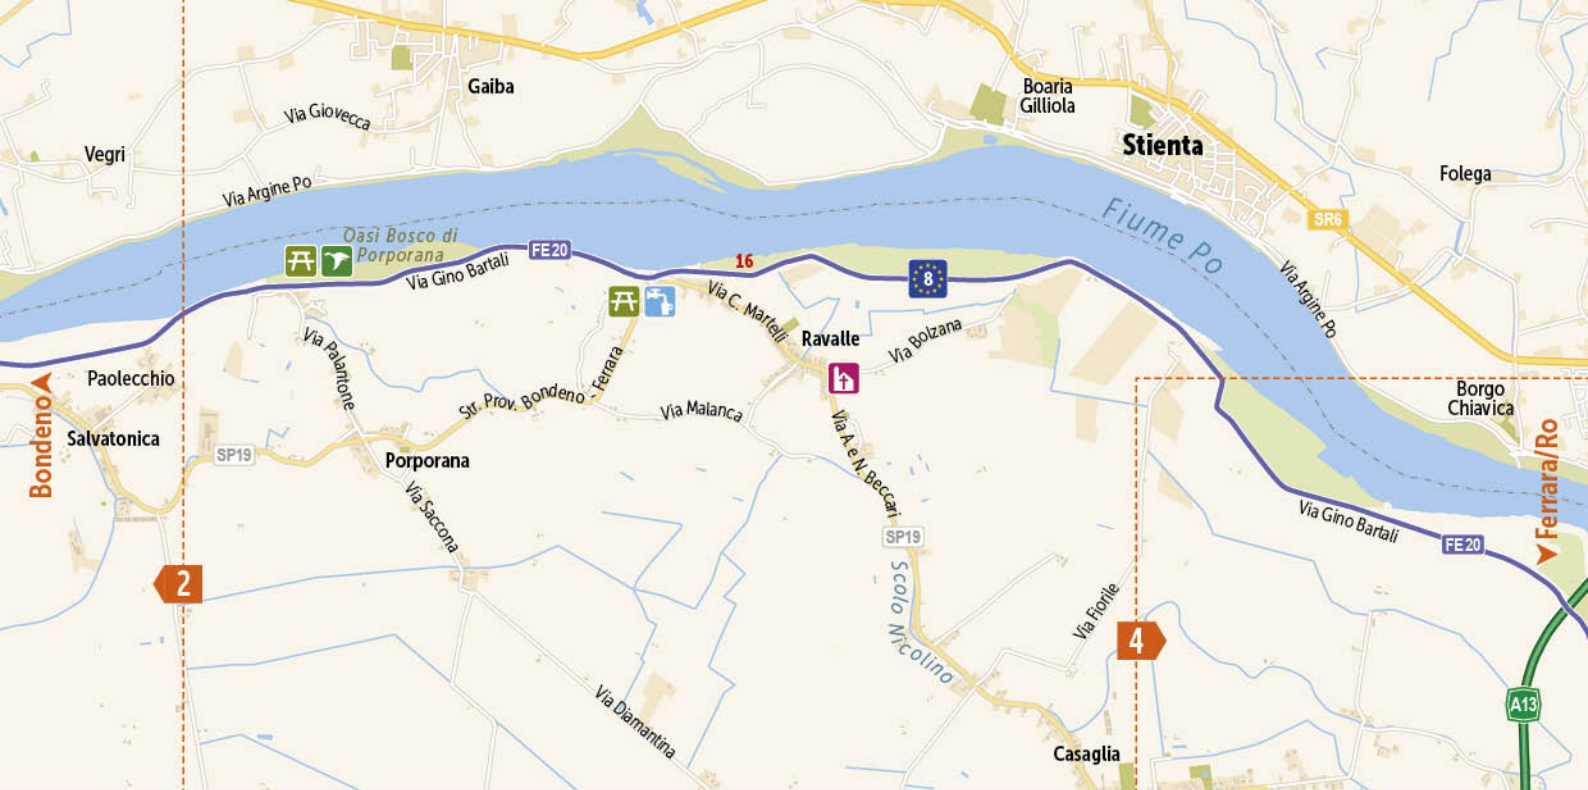 Gaiba
Boaria
Gilliola
Via Giovecca
Stienta
Vegri
Folega
Via Argine Po
Fiume Po
SR6
Oasi Bosco di
Porporana
FE20
Via Gino Bartali
16
8
Via Argine Po
Via C. Martelli
Ravalle
Via Bolzana
Via Palantone
Paolecchio
Ferrara
Str. Prov. Bondeno -
Via Malanca
Borgo
Chiavica
Bondeno
Salvatonica
SP19
Porporana
Via A. e N. Beccari
Ferrara/Ro
Via Saccona
Via Gino Bartali
FE20
SP19
2
Scolo Nicolino
Via Fiorile
4
Via Diamantina
A13
Casaglia